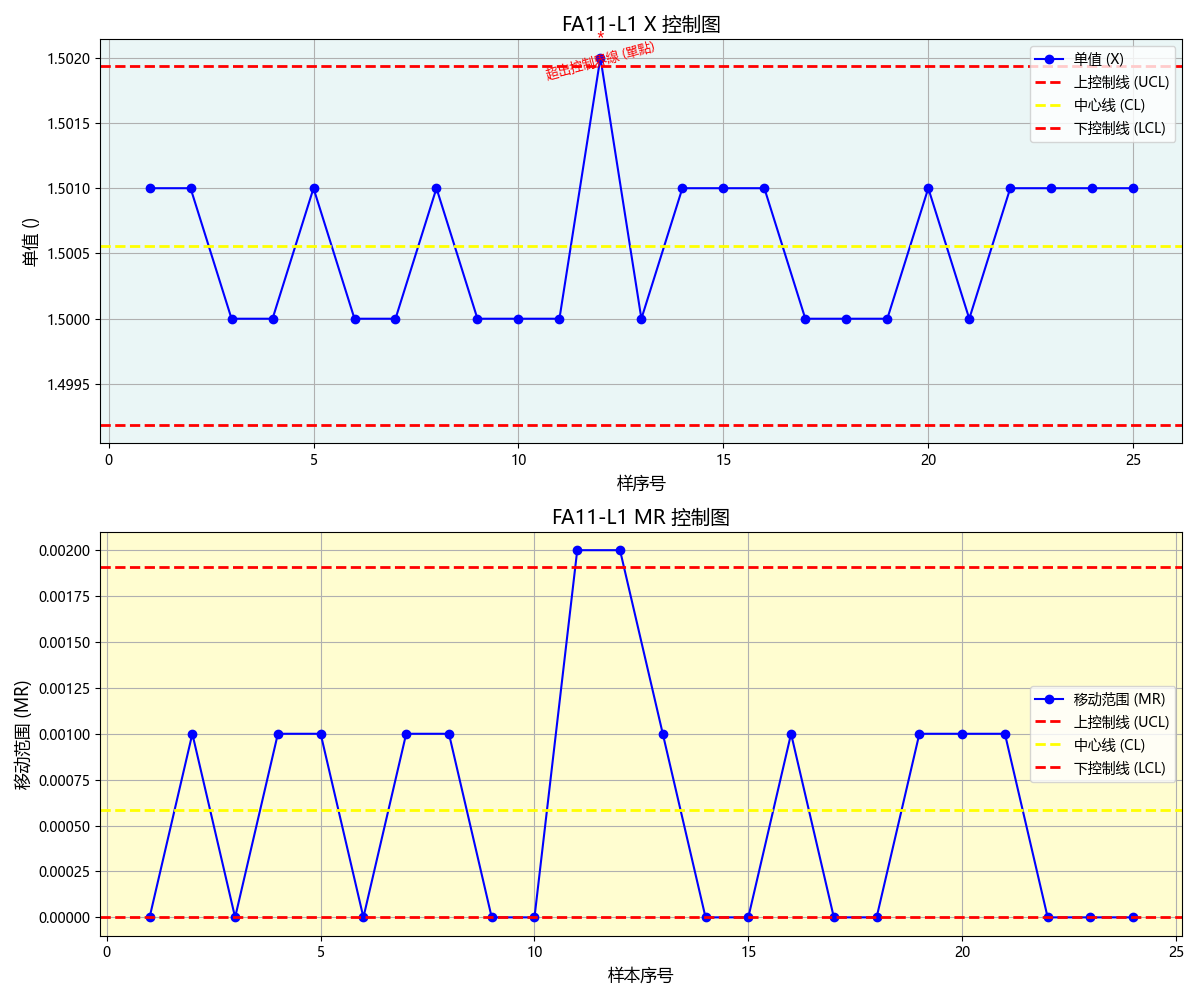 FA11-L1 X 控制图
*
超出控制界線 (單點)
单值 (X)
上控制线 (UCL)
中心线 (CL)
下控制线 (LCL)
1.5020
1.5015
1.5010
1.5005
1.5000
1.4995
单值 ()
0 5 10 15 20 25
样序号
FA11-L1 MR 控制图
0.00200
0.00175
0.00150
0.00125
0.00100
0.00075
0.00050
0.00025
0.00000
移动范围 (MR)
移动范围 (MR)
上控制线 (UCL)
中心线 (CL)
下控制线 (LCL)
0 5 10 15 20 25
样本序号